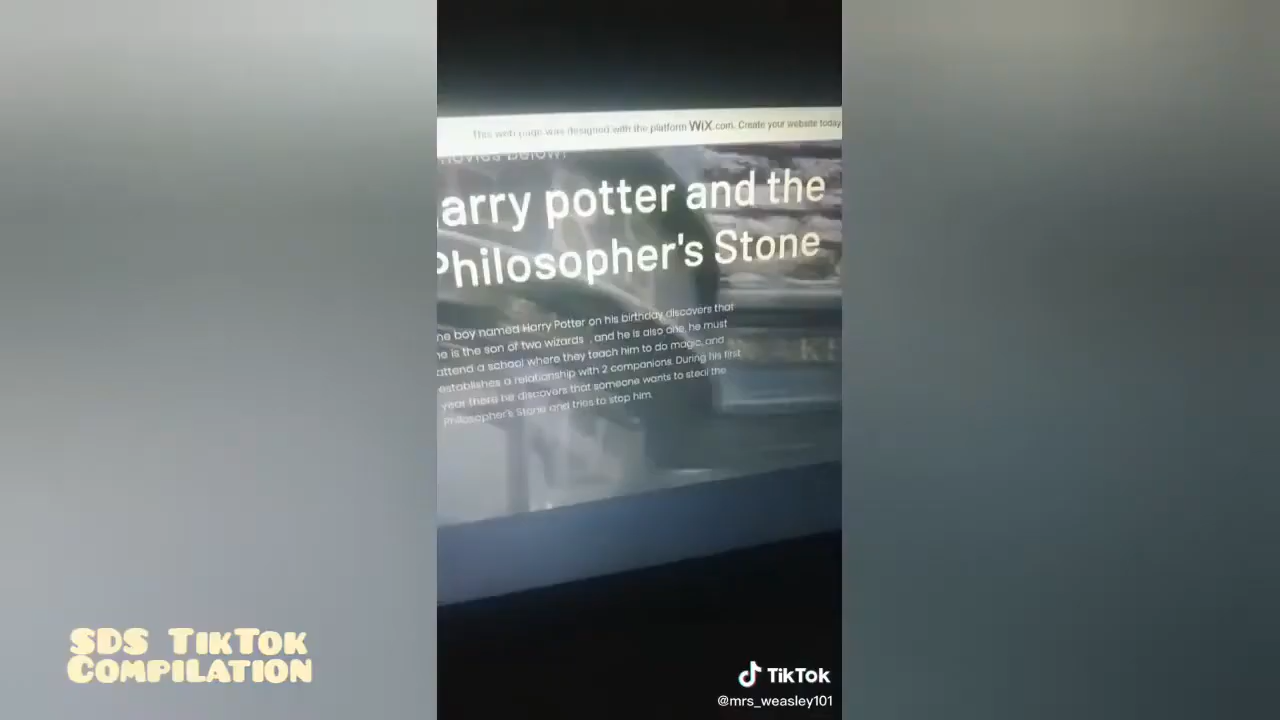 This web page was designed with the platform WiX.com. Create your website today
movies below!
arry potter and the
Philosopher's Stone
ne boy named Harry Potter on his birthday discovers that
he is the son of two wizards , and he is also one, he must
attend a school where they teach him to do magic, and
establishes a relationship with 2 companions. During his first
year there he discovers that someone wants to steal the
Philosopher's Stone and tries to stop him.
SDS TikTok
Compilation
TikTok
@mrs_weasley101